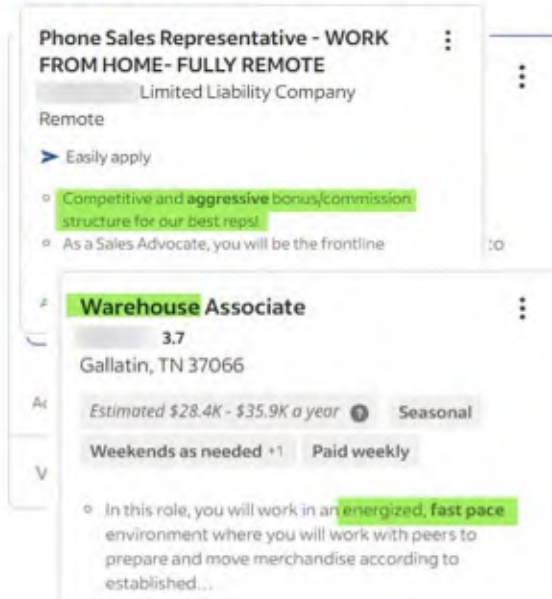 Phone Sales Representative - WORK
FROM HOME- FULLY REMOTE
Limited Liability Company
Remote
Easily apply
Competitive and aggressive bonus/commission
structure for our best reps!
As a Sales Advocate, you will be the frontline
Warehouse Associate
3.7
Gallatin, TN 37066
Estimated $28.4K - $35.9K a year ? Seasonal
Weekends as needed +1 Paid weekly
In this role, you will work in an energized, fast pace
environment where you will work with peers to
prepare and move merchandise according to
established...